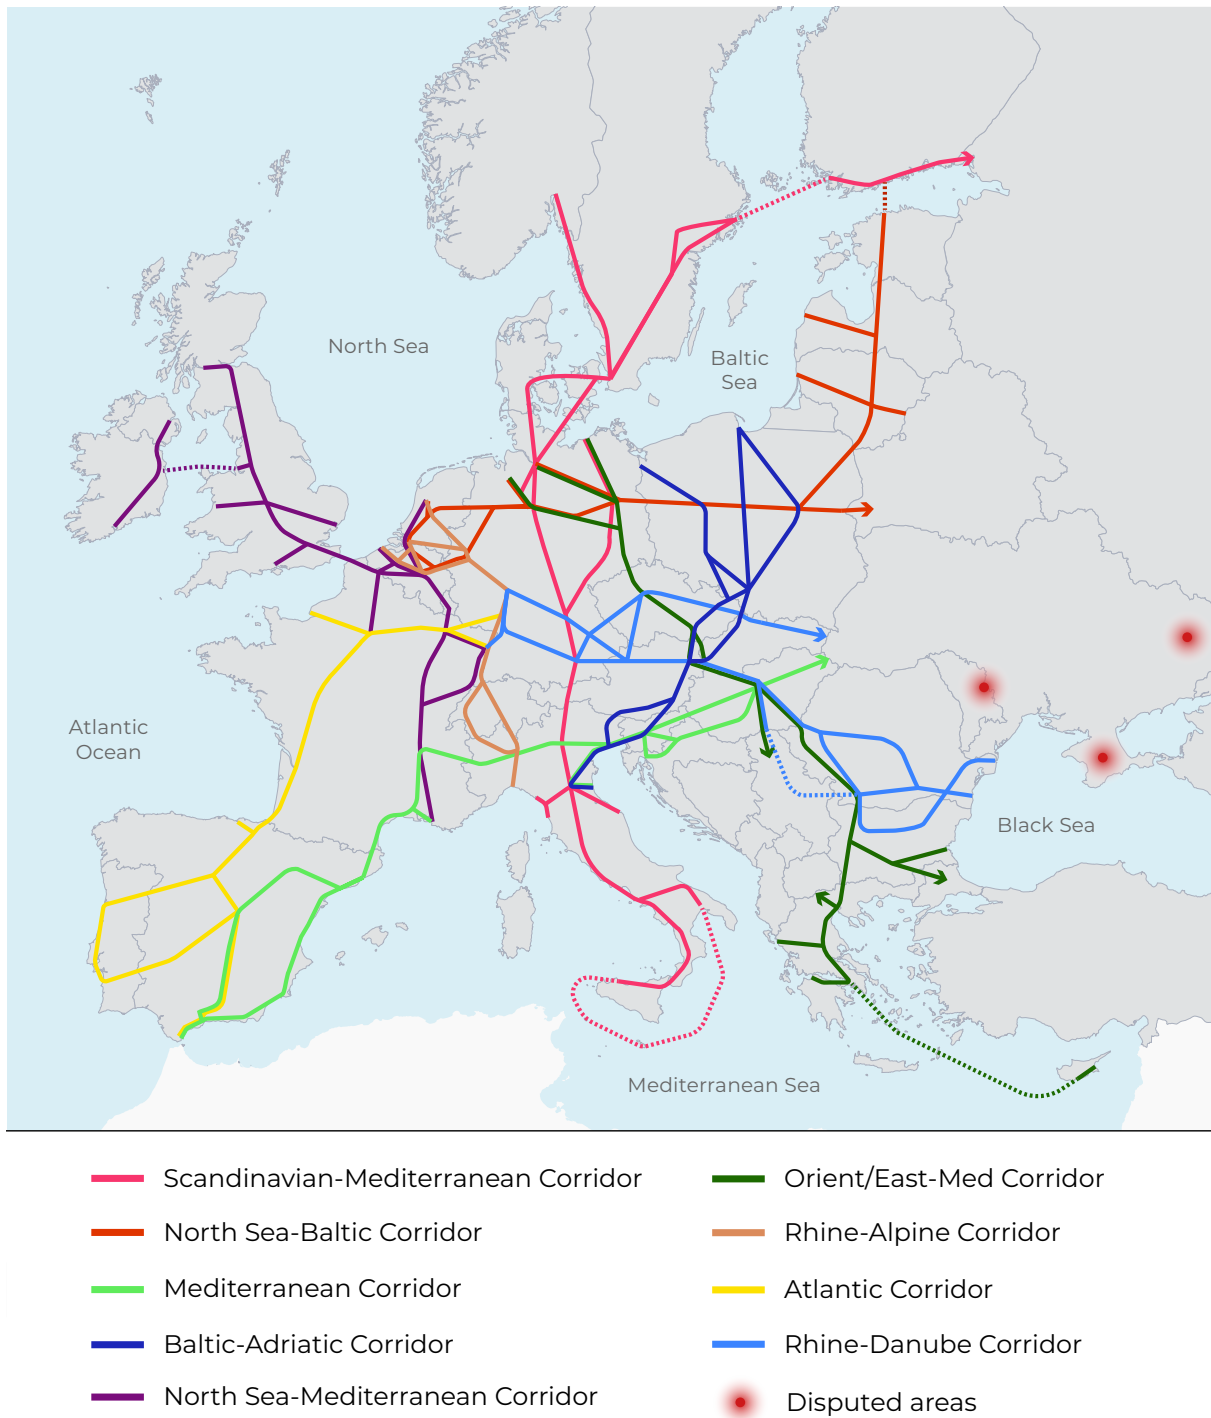 North Sea
Baltic
Sea
Atlantic
Ocean
Black Sea
Mediterranean Sea
Scandinavian-Mediterranean Corridor
North Sea-Baltic Corridor
Mediterranean Corridor
Baltic-Adriatic Corridor
North Sea-Mediterranean Corridor
Orient/East-Med Corridor
Rhine-Alpine Corridor
Atlantic Corridor
Rhine-Danube Corridor
Disputed areas